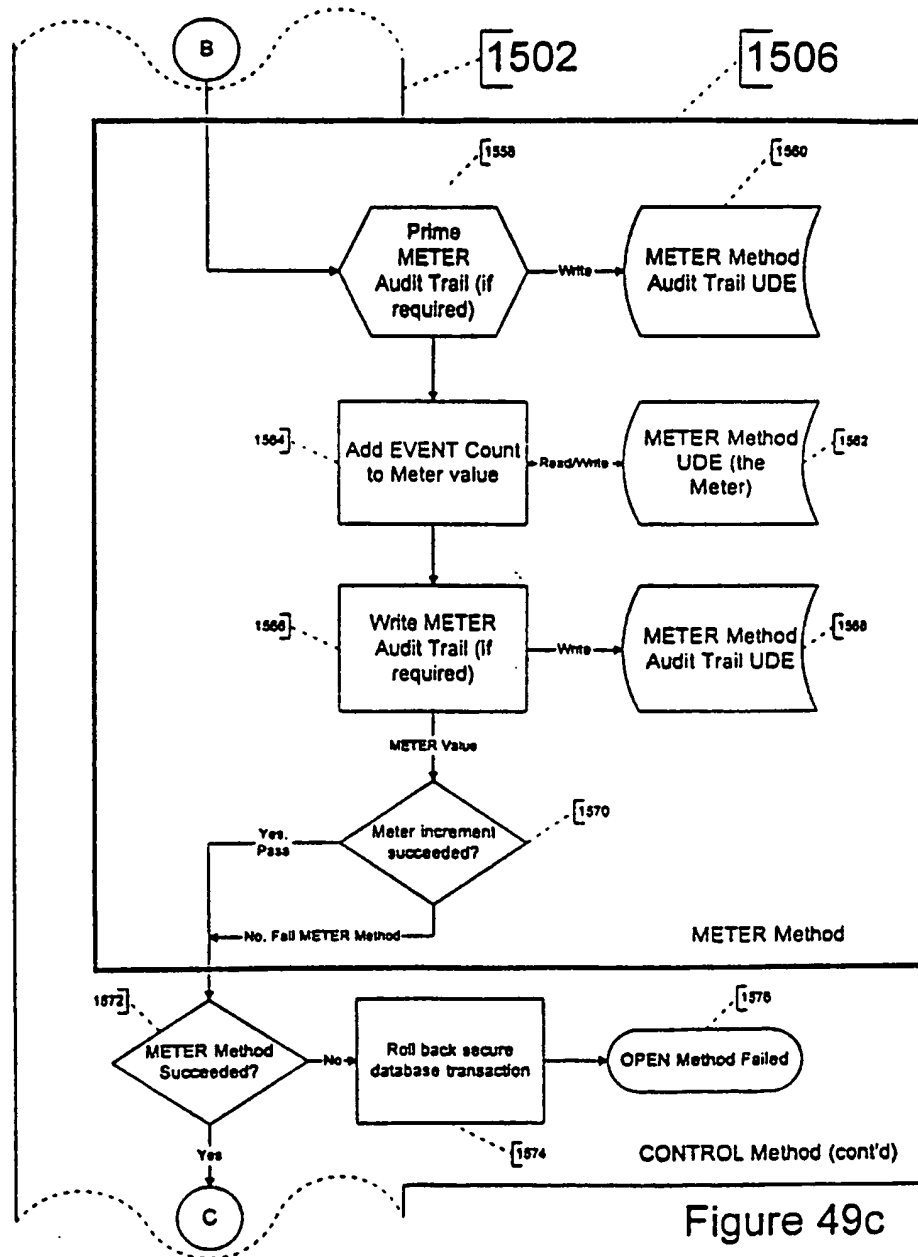 B
1502
1506
1558
1560
Prime
METER
Audit Trail (if
required)
Write
METER Method
Audit Trail UDE
1564
Add EVENT Count
to Meter value
Read/Write
METER Method
UDE (the
Meter)
1562
1566
Write METER
Audit Trail (if
required)
Write
METER Method
Audit Trail UDE
1568
METER Value
Meter increment
succeeded?
1570
Yes,
Pass
No, Fail METER Method
METER Method
1572
METER Method
Succeeded?
No
Roll back secure
database transaction
1576
OPEN Method Failed
1574
Yes
CONTROL Method (cont'd)
C
Figure 49c